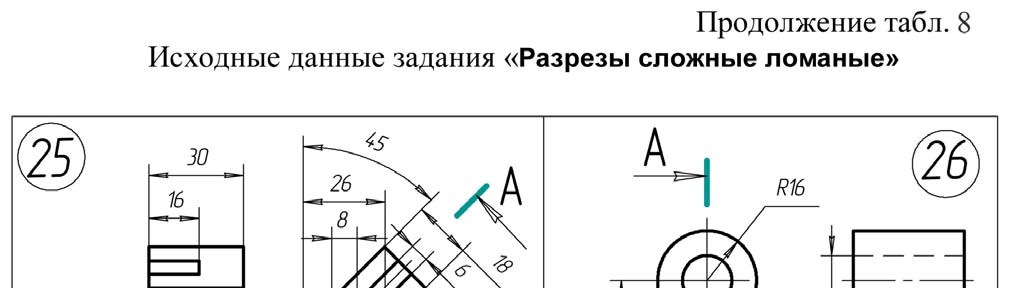 Продолжение табл. 8
Исходные данные задания «Разрезы сложные ломаные»
25
30
16
45
26
8
А
18
6
26
А
R16